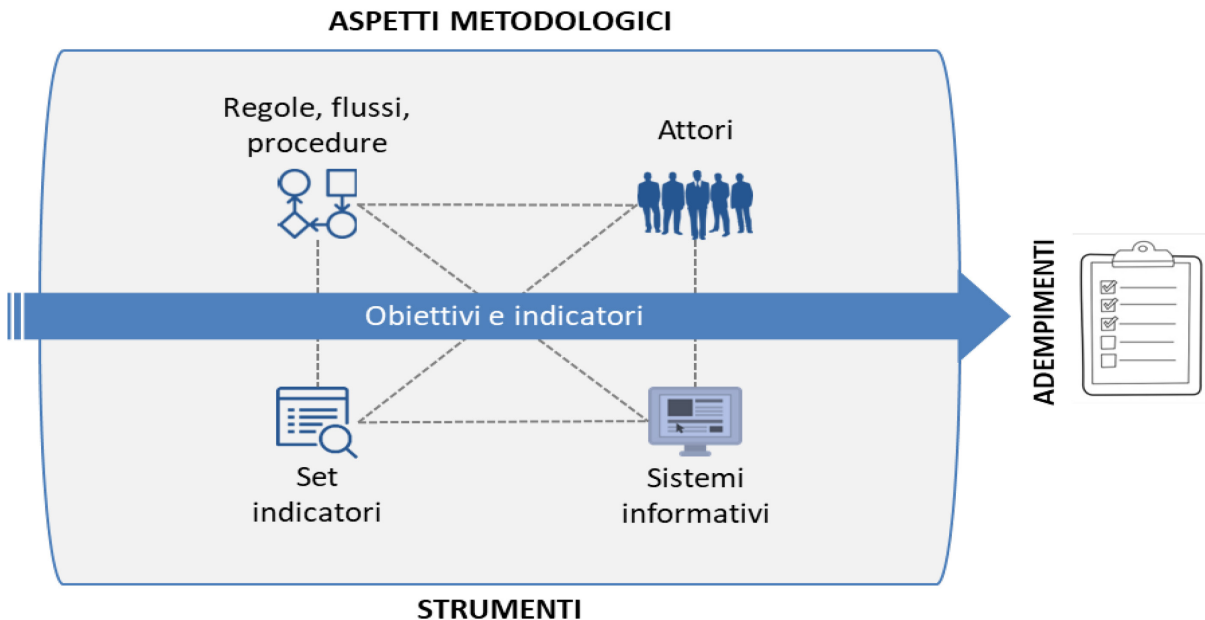 ASPETTI METODOLOGICI
Regole, flussi,
procedure
Attori
Obiettivi e indicatori
ADEMPIMENTI
Set
indicatori
Sistemi
informativi
STRUMENTI